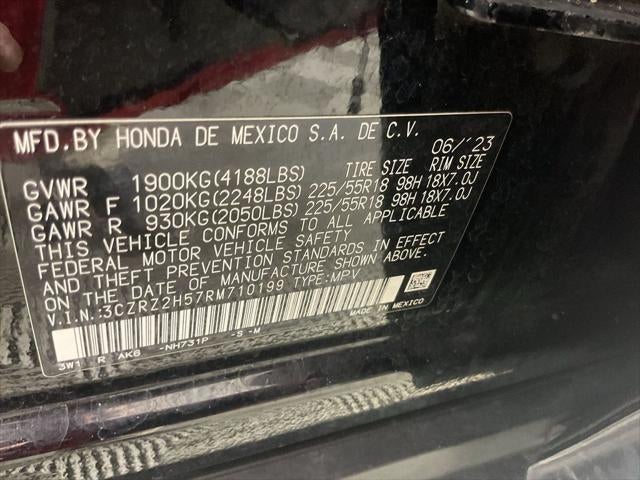 MFD.BY HONDA DE MEXICO S.A. DE C.V. 06/'23
TIRE SIZE RIM SIZE
GVWR 1900KG(4188LBS)
GAWR F 1020KG(2248LBS) 225/55R18 98H 18X7.0J
GAWR R 930KG(2050LBS) 225/55R18 98H 18X7.0J
THIS VEHICLE CONFORMS TO ALL APPLICABLE
FEDERAL MOTOR VEHICLE SAFETY
AND THEFT PREVENTION STANDARDS IN EFFECT
ON THE DATE OF MANUFACTURE SHOWN ABOVE.
V.I.N.:3CZRZ2H57RM710199 TYPE:MPV
MADE IN MEXICO
3W1 R AK6 -NH731P -S -M